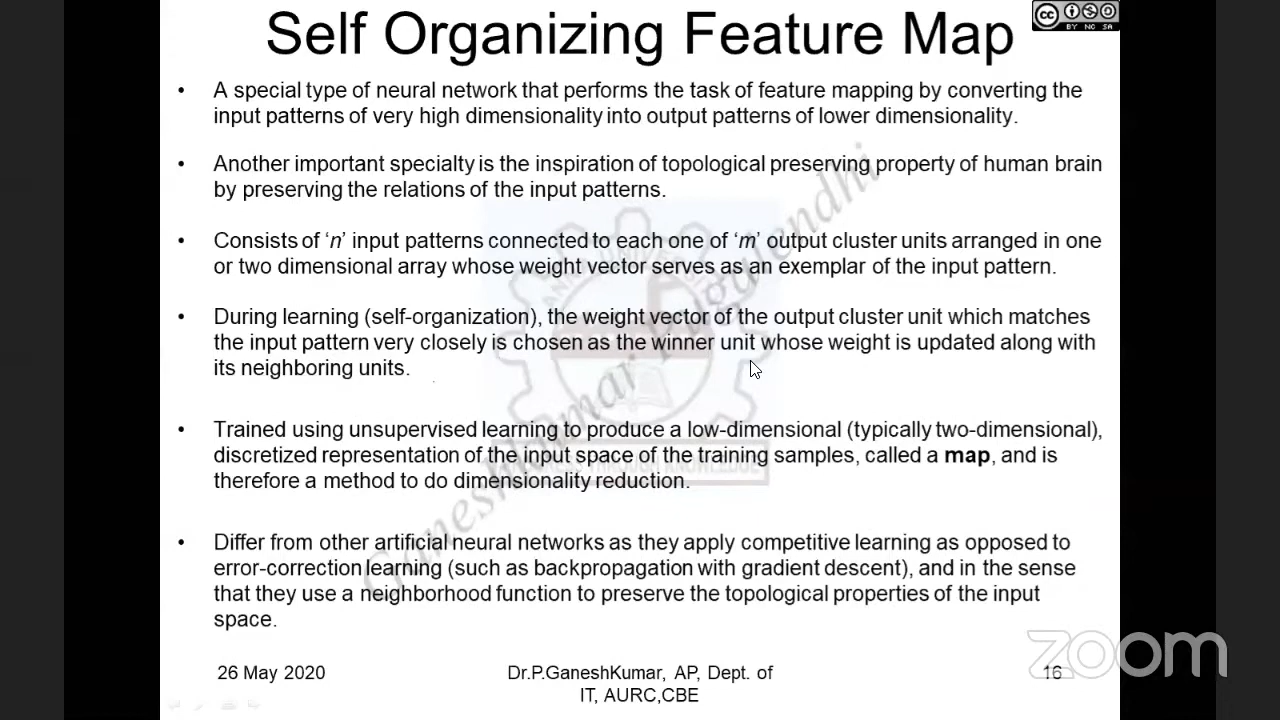 Self Organizing Feature Map
CC BY NC SA
• A special type of neural network that performs the task of feature mapping by converting the
input patterns of very high dimensionality into output patterns of lower dimensionality.
• Another important specialty is the inspiration of topological preserving property of human brain
by preserving the relations of the input patterns.
• Consists of ‘n’ input patterns connected to each one of ‘m’ output cluster units arranged in one
or two dimensional array whose weight vector serves as an exemplar of the input pattern.
• During learning (self-organization), the weight vector of the output cluster unit which matches
the input pattern very closely is chosen as the winner unit whose weight is updated along with
its neighboring units.
• Trained using unsupervised learning to produce a low-dimensional (typically two-dimensional),
discretized representation of the input space of the training samples, called a map, and is
therefore a method to do dimensionality reduction.
• Differ from other artificial neural networks as they apply competitive learning as opposed to
error-correction learning (such as backpropagation with gradient descent), and in the sense
that they use a neighborhood function to preserve the topological properties of the input
space.
26 May 2020
Dr.P.GaneshKumar, AP, Dept. of
IT, AURC,CBE
16
zoom